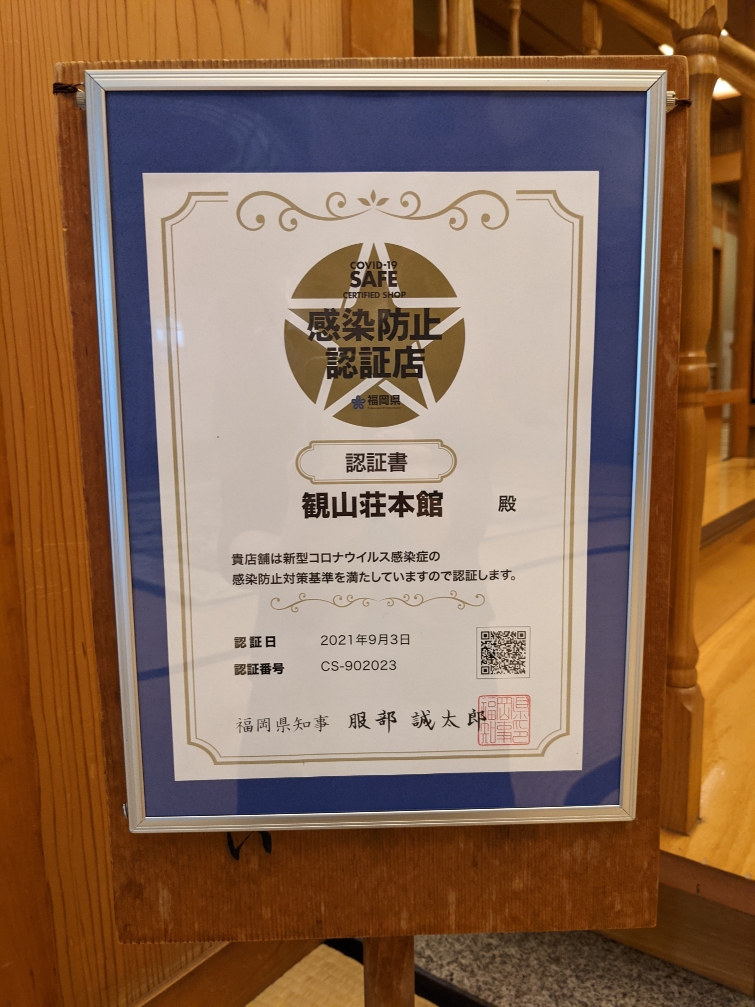 COVID-19
SAFE
CERTIFIED SHOP
感染防止
認証店
福岡県
認証書
観山荘本館 殿
貴店舗は新型コロナウイルス感染症の
感染防止対策基準を満たしていますので認証します。
認証日 2021年9月3日
認証番号 CS-902023
福岡県知事 服部 誠太郎